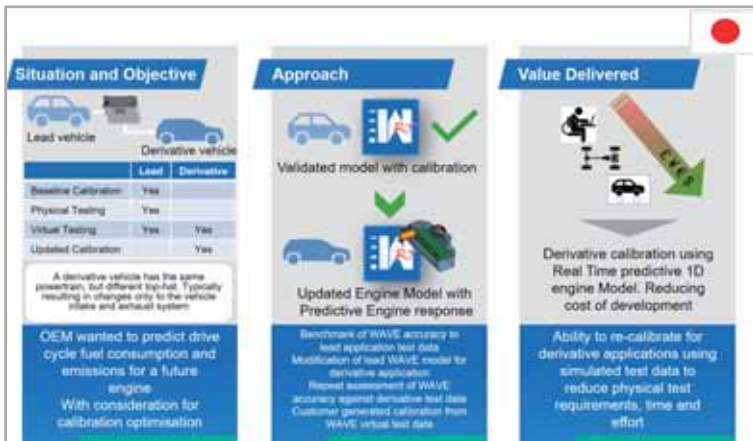 Situation and Objective
Lead vehicle
Derivative vehicle
Lead Derivative
Baseline Calibration Yes
Physical Testing Yes
Virtual Testing Yes Yes
Updated Calibration Yes
A derivative vehicle has the same
powertrain, but different top-hat. Typically
resulting in changes only to the vehicle
intake and exhaust system
OEM wanted to predict drive
cycle fuel consumption and
emissions for a future
engine
With consideration for
calibration optimisation
Approach
Validated model with calibration
Updated Engine Model with
Predictive Engine response
Benchmark of WAVE accuracy to
lead application test data
Modification of lead WAVE model for
derivative application
Repeat assessment of WAVE
accuracy against derivative test data
Customer generated calibration from
WAVE virtual test data
Value Delivered
Derivative calibration using
Real Time predictive 1D
engine Model. Reducing
cost of development
Ability to re-calibrate for
derivative applications using
simulated test data to
reduce physical test
requirements, time and
effort